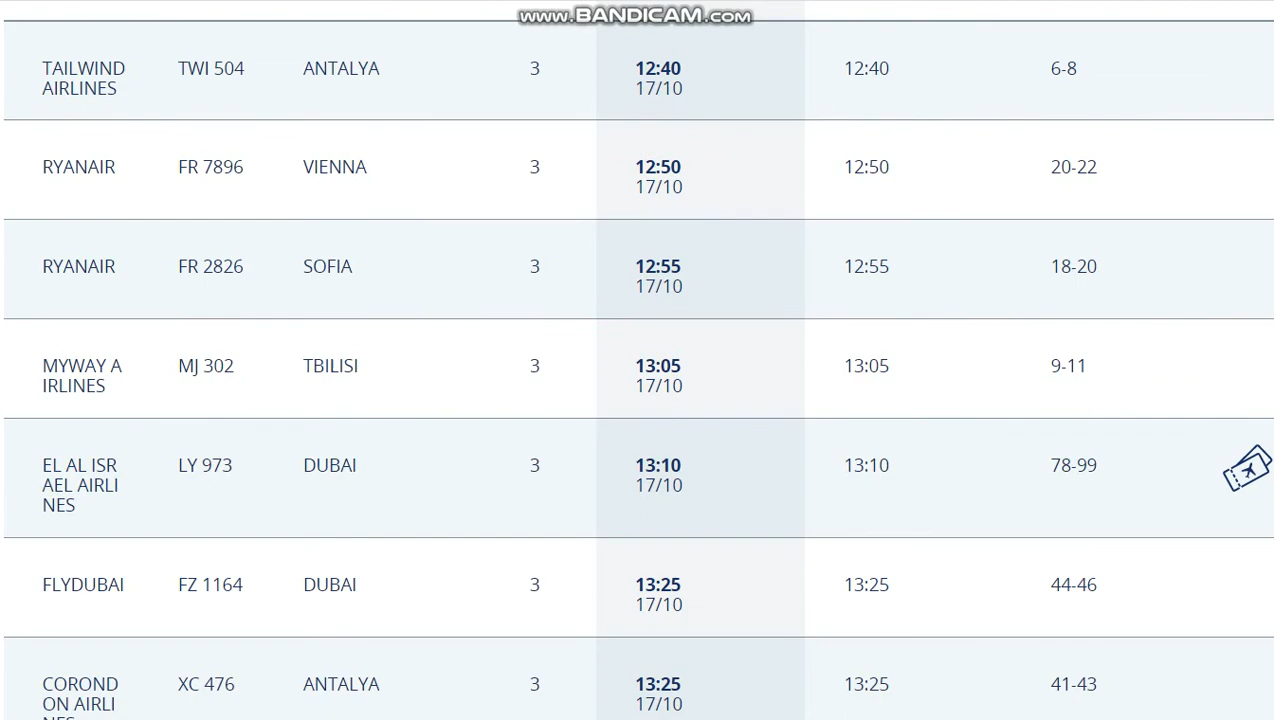 www.BANDICAM.com
TAILWIND AIRLINES TWI 504 ANTALYA 3 12:40 17/10 12:40 6-8
RYANAIR FR 7896 VIENNA 3 12:50 17/10 12:50 20-22
RYANAIR FR 2826 SOFIA 3 12:55 17/10 12:55 18-20
MYWAY A IRLINES MJ 302 TBILISI 3 13:05 17/10 13:05 9-11
EL AL ISR AEL AIRLI NES LY 973 DUBAI 3 13:10 17/10 13:10 78-99
FLYDUBAI FZ 1164 DUBAI 3 13:25 17/10 13:25 44-46
COROND ON AIRLI XC 476 ANTALYA 3 13:25 17/10 13:25 41-43